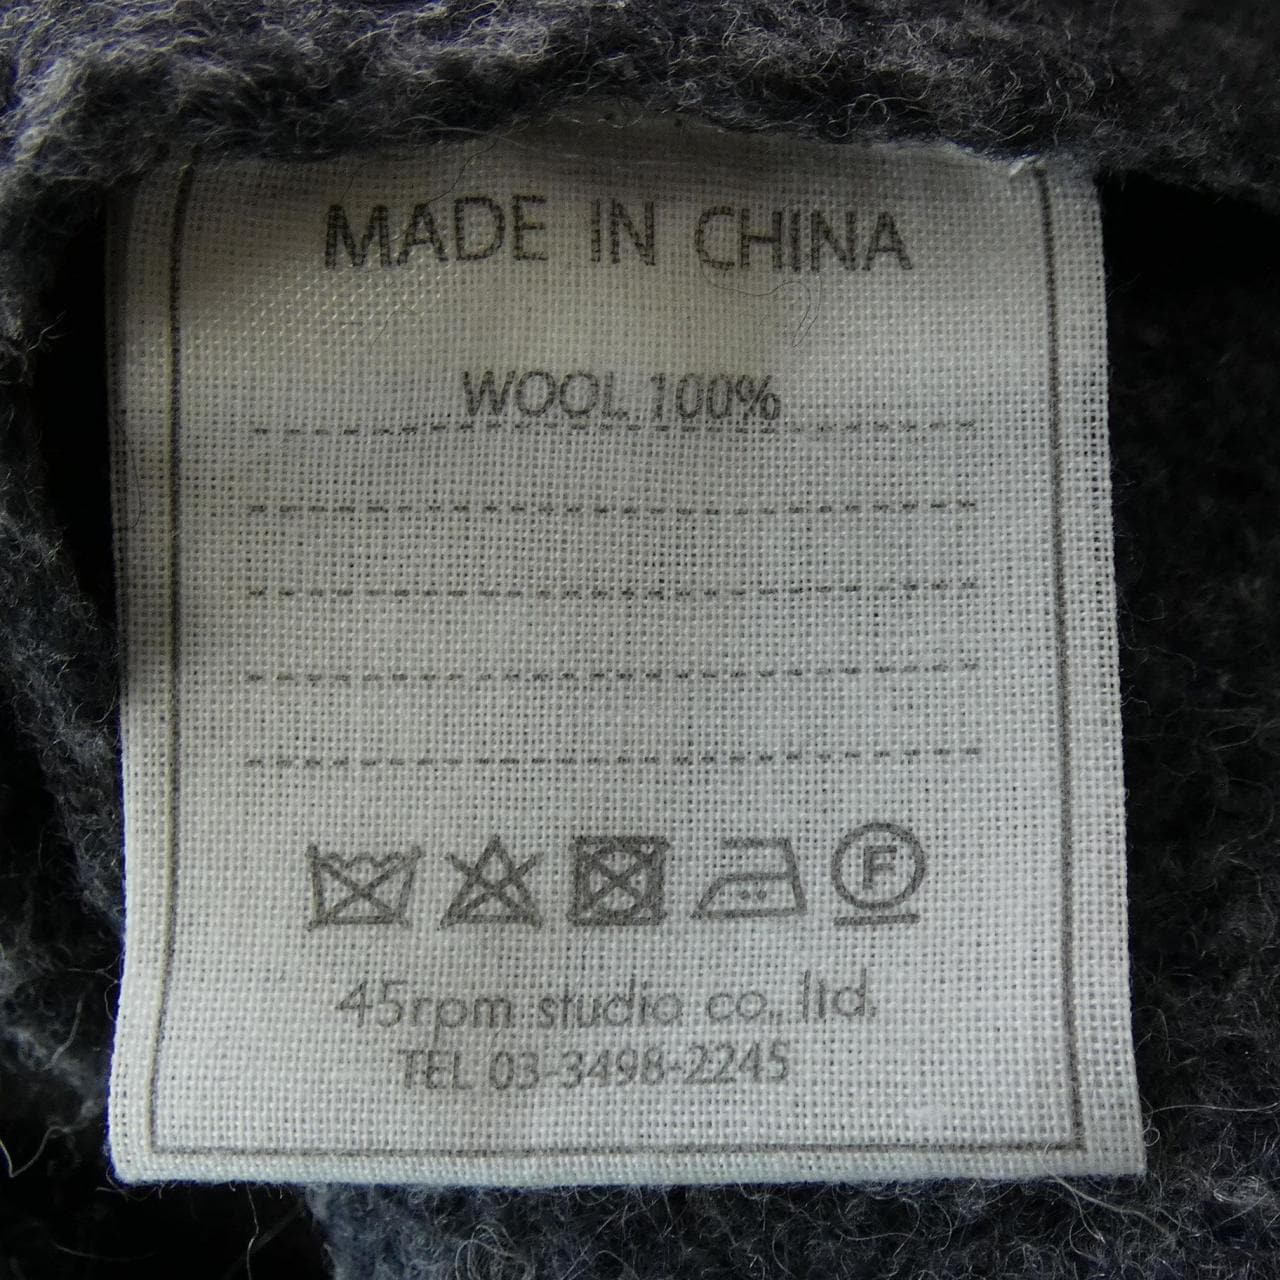 MADE IN CHINA
WOOL 100%
F
45rpm studio co., ltd.
TEL 03-3498-2245